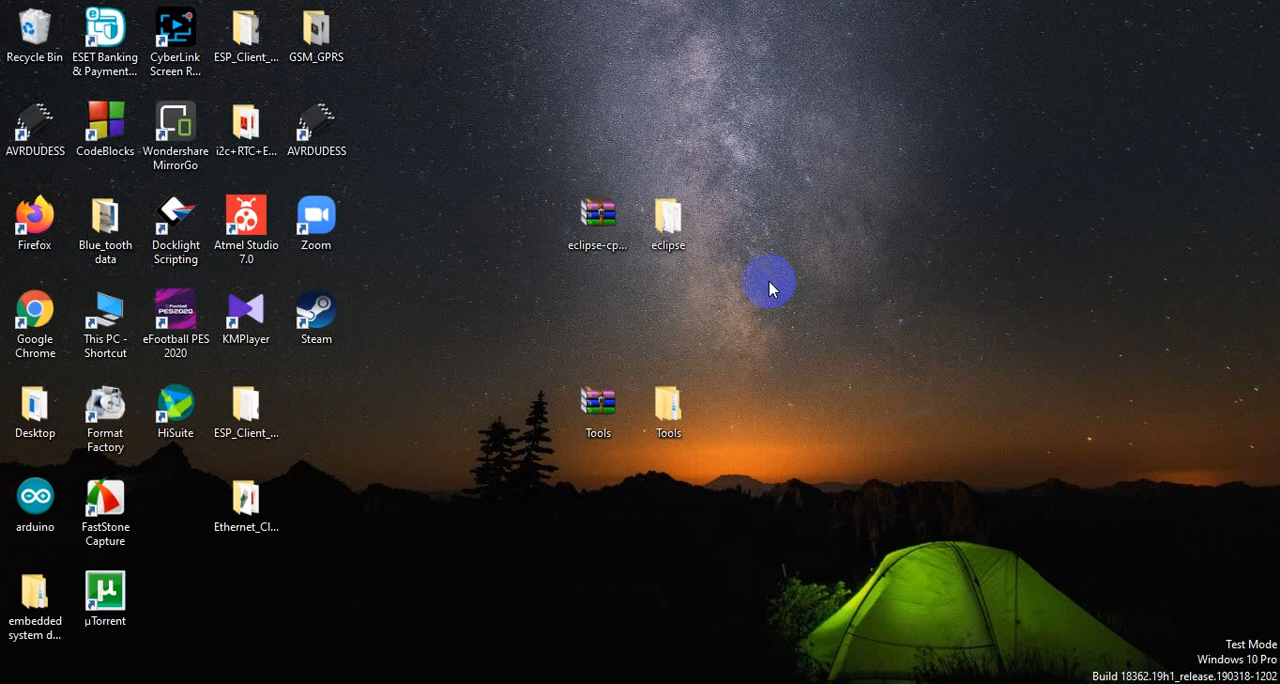 Recycle Bin
ESET Banking
& Payment...
CyberLink
Screen R...
ESP_Client_...
GSM_GPRS
AVRDUDESS
CodeBlocks
Wondershare
MirrorGo
i2c+RTC+E...
AVRDUDESS
Firefox
Blue_tooth
data
Docklight
Scripting
Atmel Studio
7.0
Zoom
eclipse-cp...
eclipse
Google
Chrome
This PC -
Shortcut
eFootball PES
2020
KMPlayer
Steam
Desktop
Format
Factory
HiSuite
ESP_Client_...
Tools
Tools
arduino
FastStone
Capture
Ethernet_Cl...
embedded
system d...
µTorrent
Test Mode
Windows 10 Pro
Build 18362.19h1_release.190318-1202